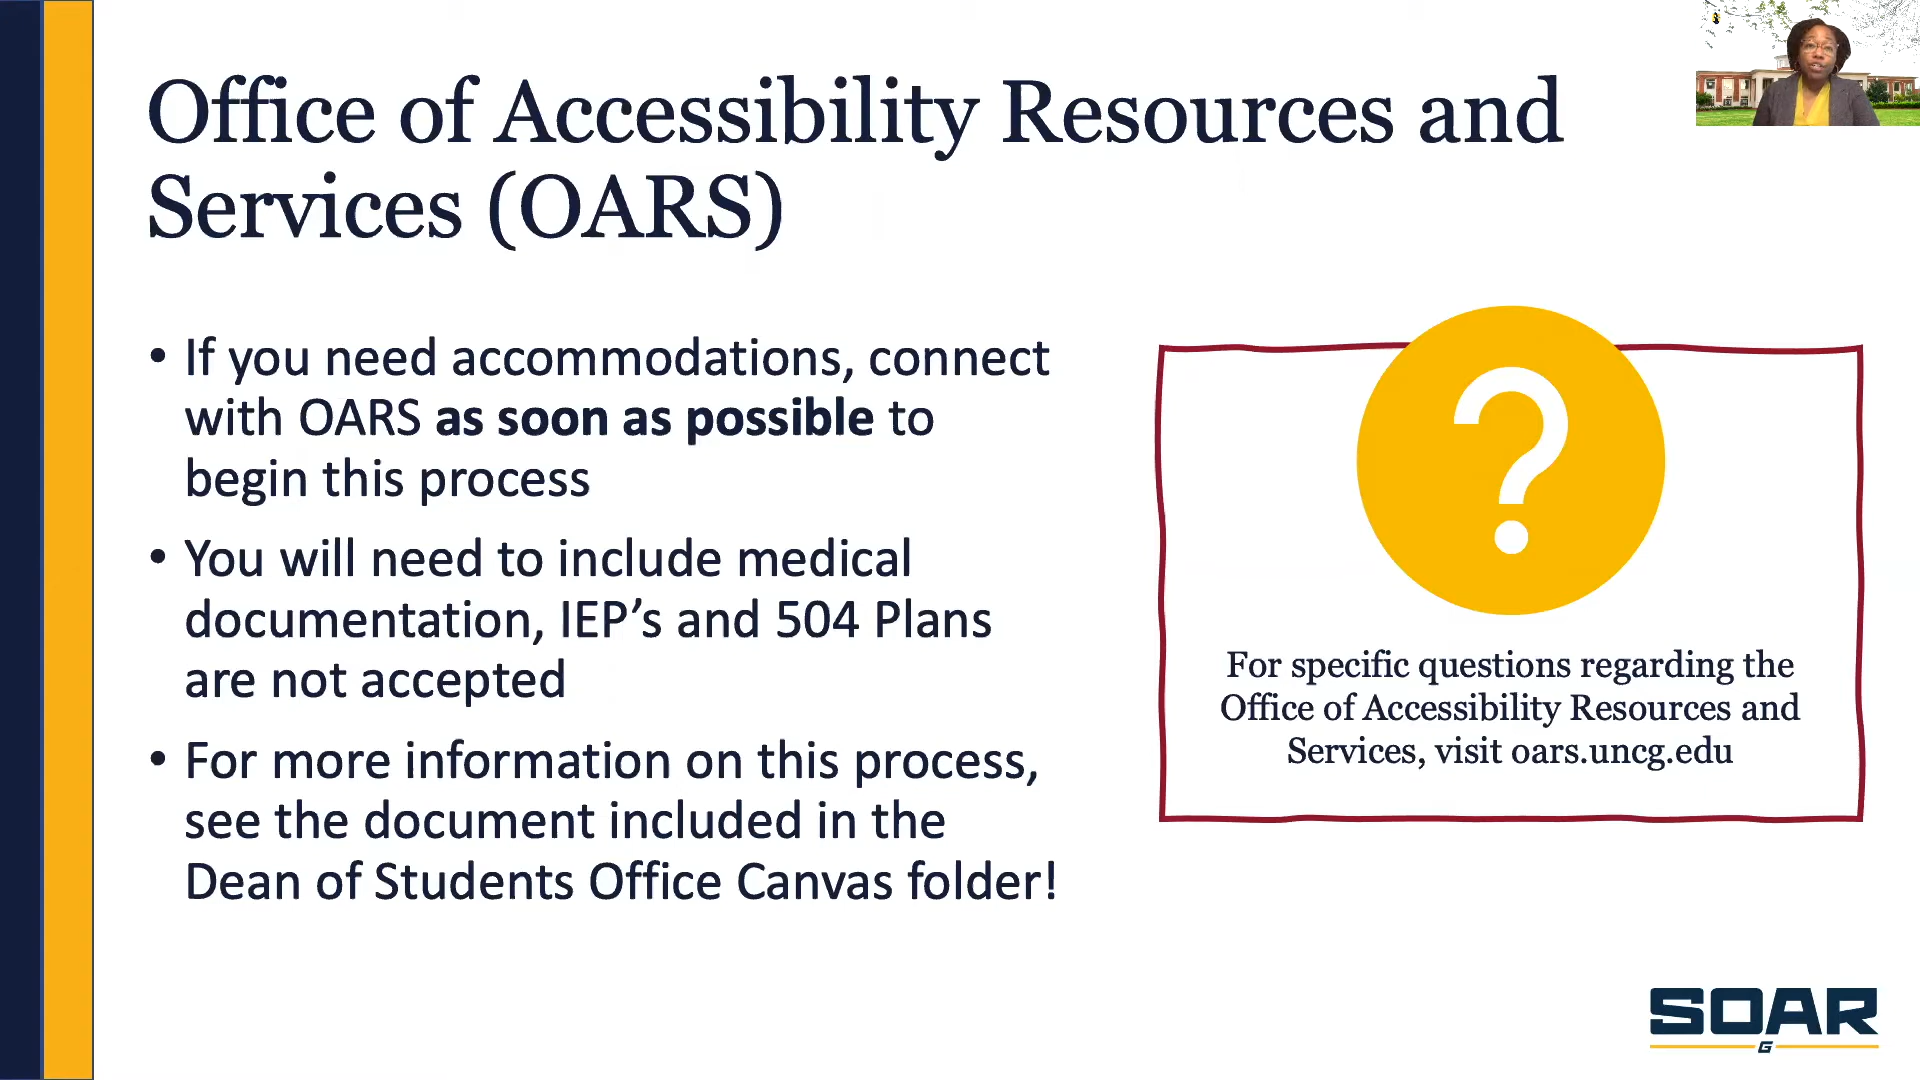 Office of Accessibility Resources and
Services (OARS)
• If you need accommodations, connect
with OARS as soon as possible to
begin this process
• You will need to include medical
documentation, IEP’s and 504 Plans
are not accepted
• For more information on this process,
see the document included in the
Dean of Students Office Canvas folder!
?
For specific questions regarding the
Office of Accessibility Resources and
Services, visit oars.uncg.edu
SOAR
G